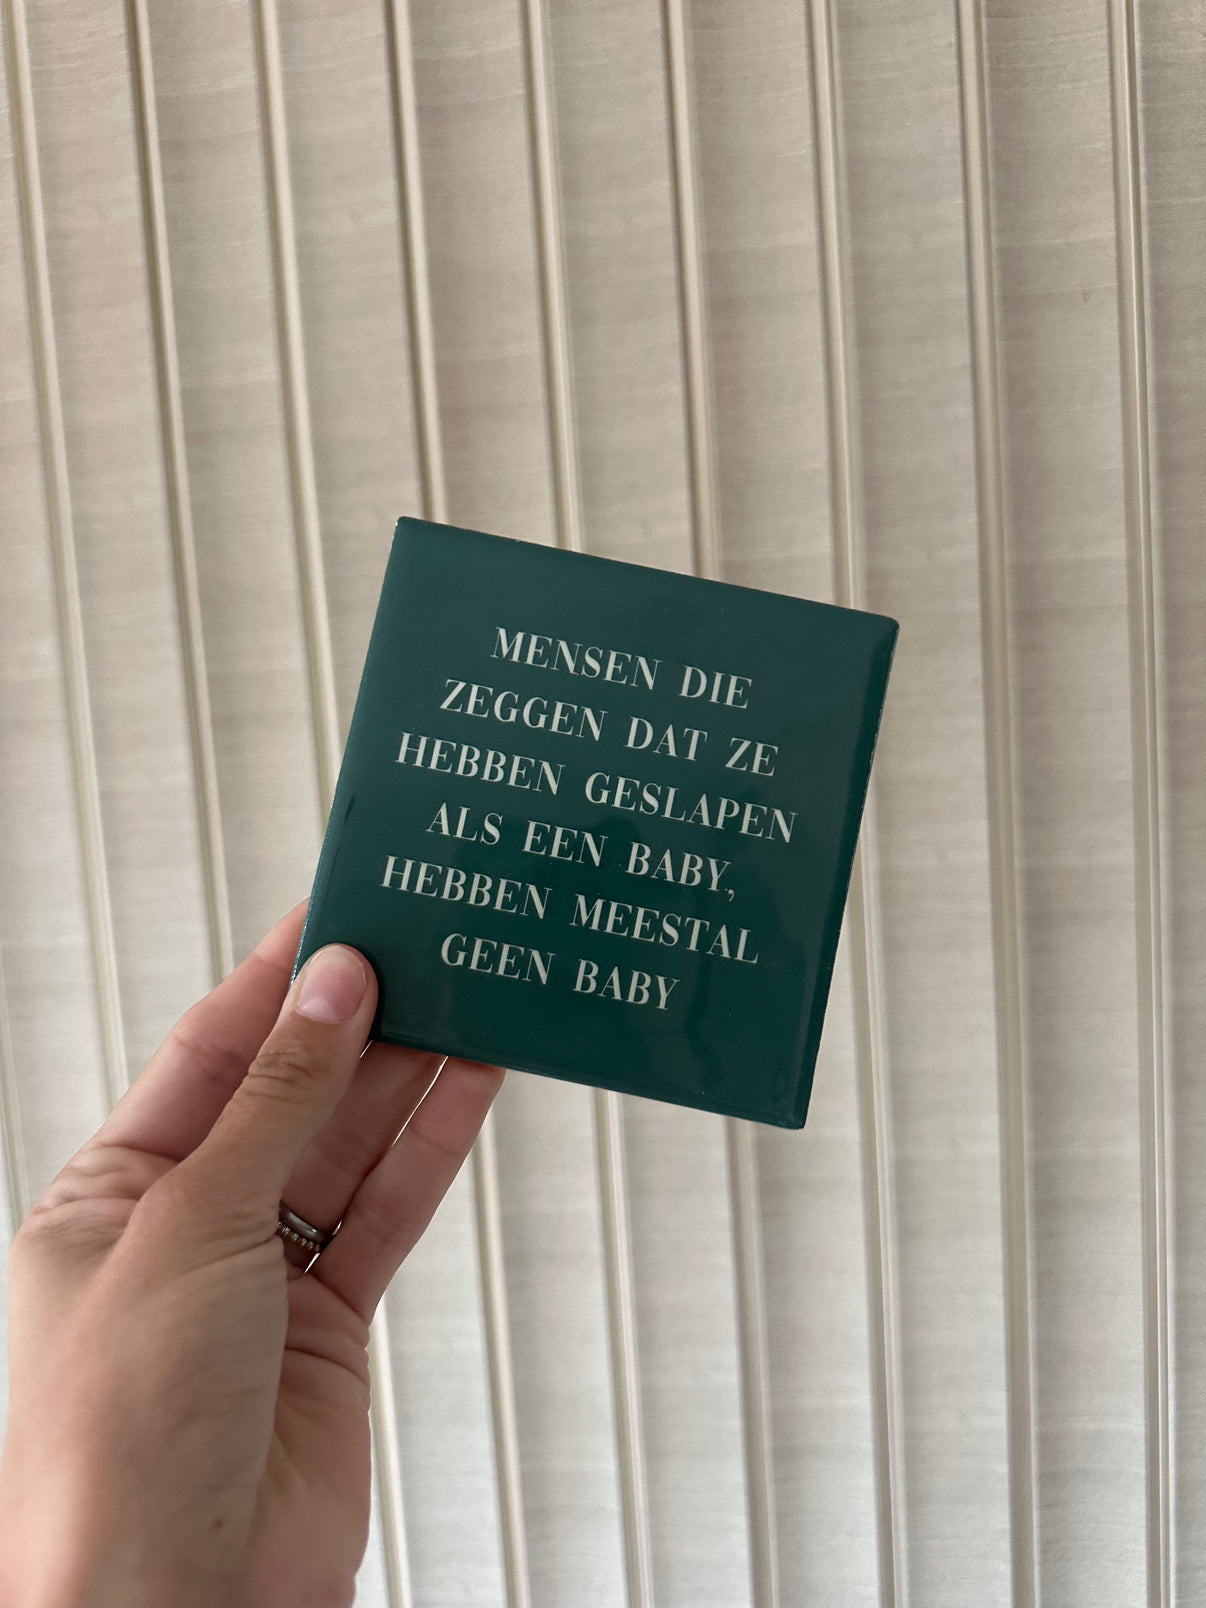 MENSEN DIE
ZEGGEN DAT ZE
HEBBEN GESLAPEN
ALS EEN BABY,
HEBBEN MEESTAL
GEEN BABY